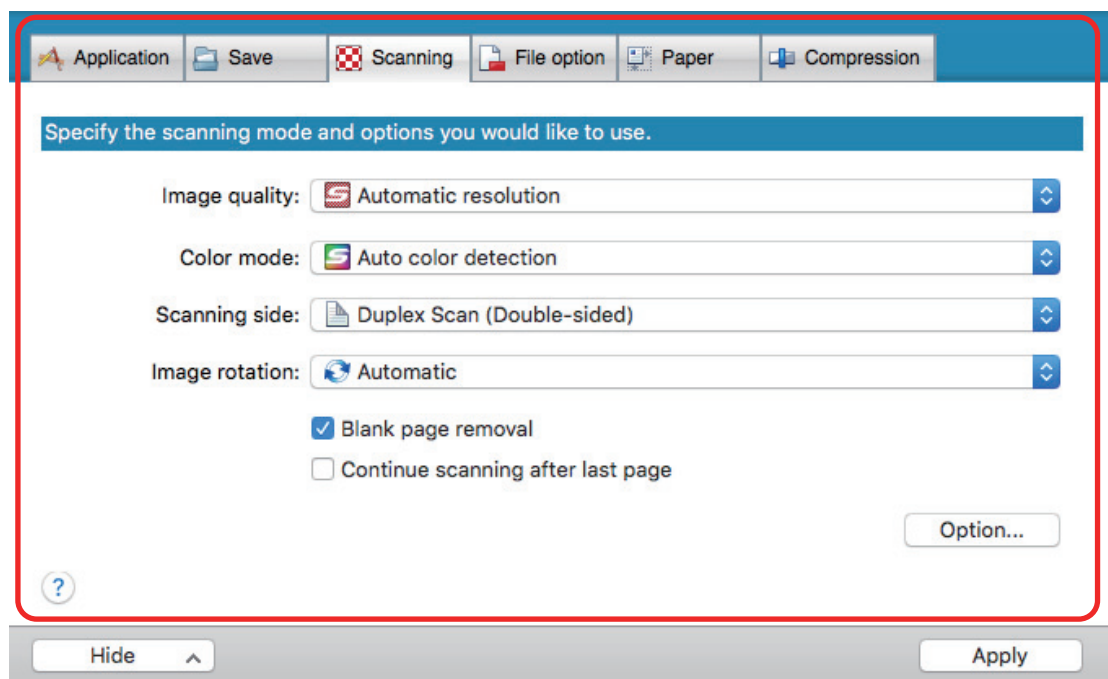 Application Save Scanning File option Paper Compression
Specify the scanning mode and options you would like to use.
Image quality: Automatic resolution
Color mode: Auto color detection
Scanning side: Duplex Scan (Double-sided)
Image rotation: Automatic
Blank page removal
Continue scanning after last page
Option...
?
Hide Apply